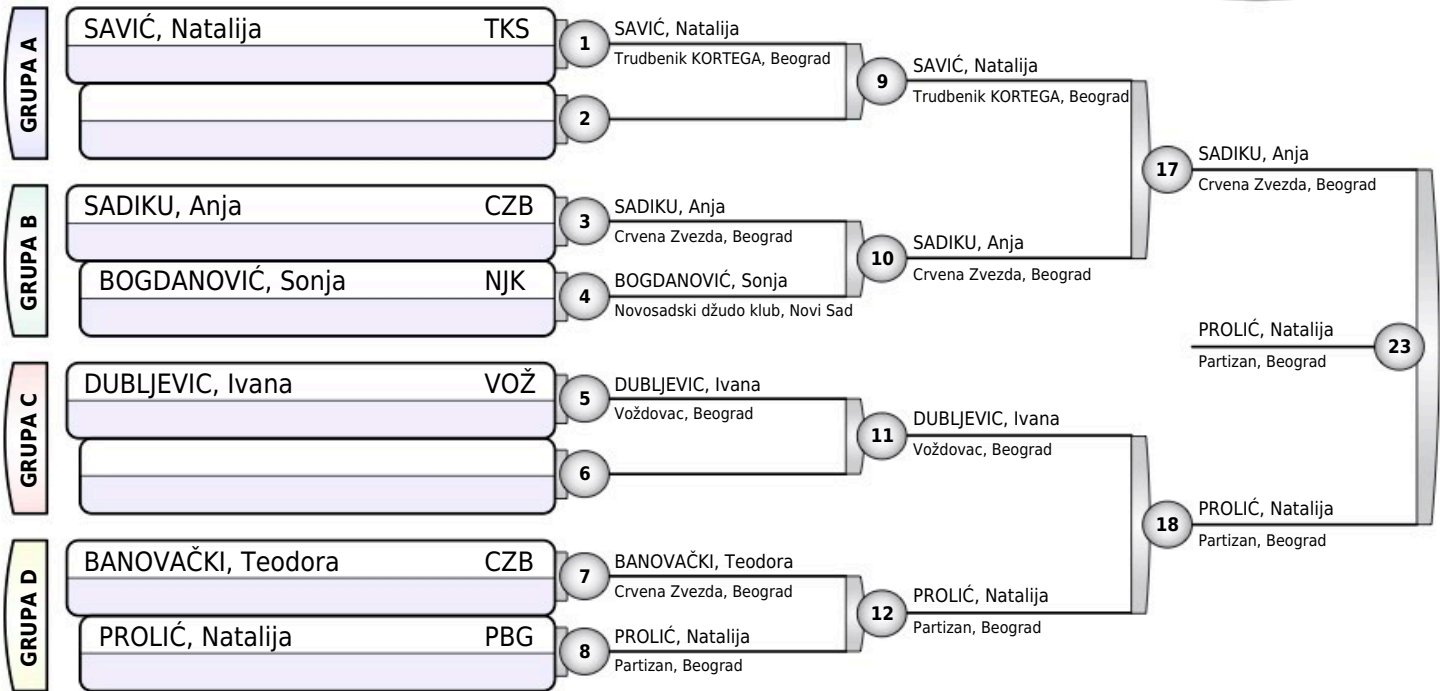 GRUPA A
SAVIĆ, Natalija TKS
1
SAVIĆ, Natalija
Trudbenik KORTEGA, Beograd
2
9
SAVIĆ, Natalija
Trudbenik KORTEGA, Beograd
17
SADIKU, Anja
Crvena Zvezda, Beograd
GRUPA B
SADIKU, Anja CZB
3
SADIKU, Anja
Crvena Zvezda, Beograd
BOGDANOVIĆ, Sonja NJK
4
BOGDANOVIĆ, Sonja
Novosadski džudo klub, Novi Sad
10
SADIKU, Anja
Crvena Zvezda, Beograd
PROLIĆ, Natalija
Partizan, Beograd
23
GRUPA C
DUBLJEVIC, Ivana VOŽ
5
DUBLJEVIC, Ivana
Voždovac, Beograd
6
11
DUBLJEVIC, Ivana
Voždovac, Beograd
18
PROLIĆ, Natalija
Partizan, Beograd
GRUPA D
BANOVAČKI, Teodora CZB
7
BANOVAČKI, Teodora
Crvena Zvezda, Beograd
PROLIĆ, Natalija PBG
8
PROLIĆ, Natalija
Partizan, Beograd
12
PROLIĆ, Natalija
Partizan, Beograd